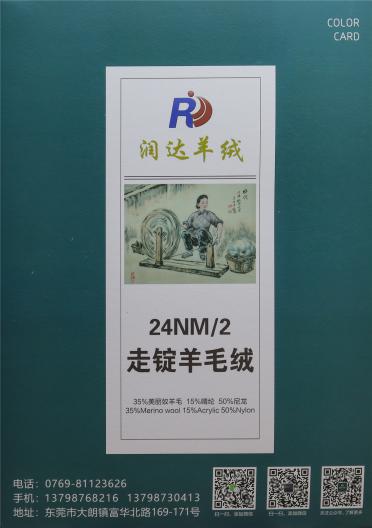 COLOR
CARD
润达羊绒
24NM/2
走锭羊毛绒
35%美丽奴羊毛 15%晴纶 50%尼龙
35%Merino wool 15%Acrylic 50%Nylon
电话：0769-81123626
手机：13798768216 13798730413
地址：东莞市大朗镇富华北路169-171号